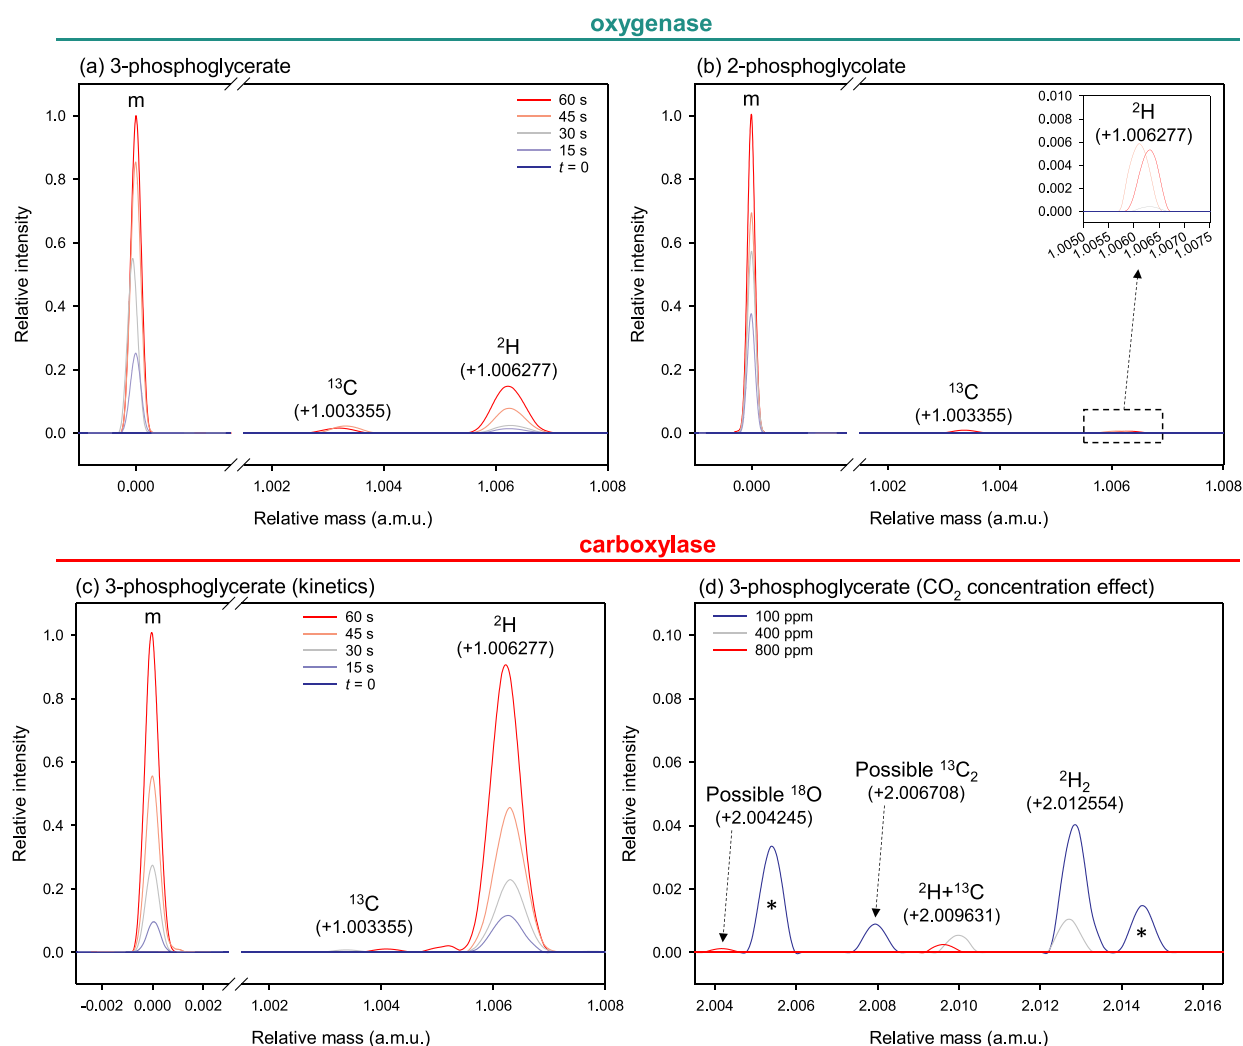 oxygenase
(a) 3-phosphoglycerate
m
60 s
45 s
30 s
15 s
t = 0
²H
(+1.006277)
¹³C
(+1.003355)
1.0
0.8
0.6
0.4
0.2
0.0
Relative intensity
0.000 1.002 1.004 1.006 1.008
Relative mass (a.m.u.)
(b) 2-phosphoglycolate
m
0.010
0.008
0.006
0.004
0.002
0.000
²H
(+1.006277)
1.0050 1.0055 1.0060 1.0065 1.0070 1.0075
¹³C
(+1.003355)
1.0
0.8
0.6
0.4
0.2
0.0
Relative intensity
0.000 1.002 1.004 1.006 1.008
Relative mass (a.m.u.)
carboxylase
(c) 3-phosphoglycerate (kinetics)
m
60 s
45 s
30 s
15 s
t = 0
²H
(+1.006277)
¹³C
(+1.003355)
1.0
0.8
0.6
0.4
0.2
0.0
Relative intensity
-0.002 0.000 0.002 1.002 1.004 1.006 1.008
Relative mass (a.m.u.)
(d) 3-phosphoglycerate (CO₂ concentration effect)
100 ppm
400 ppm
800 ppm
Possible ¹⁸O
(+2.004245)
Possible ¹³C₂
(+2.006708)
²H₂
(+2.012554)
²H+¹³C
(+2.009631)
*
*
0.10
0.08
0.06
0.04
0.02
0.00
Relative intensity
2.004 2.006 2.008 2.010 2.012 2.014 2.016
Relative mass (a.m.u.)